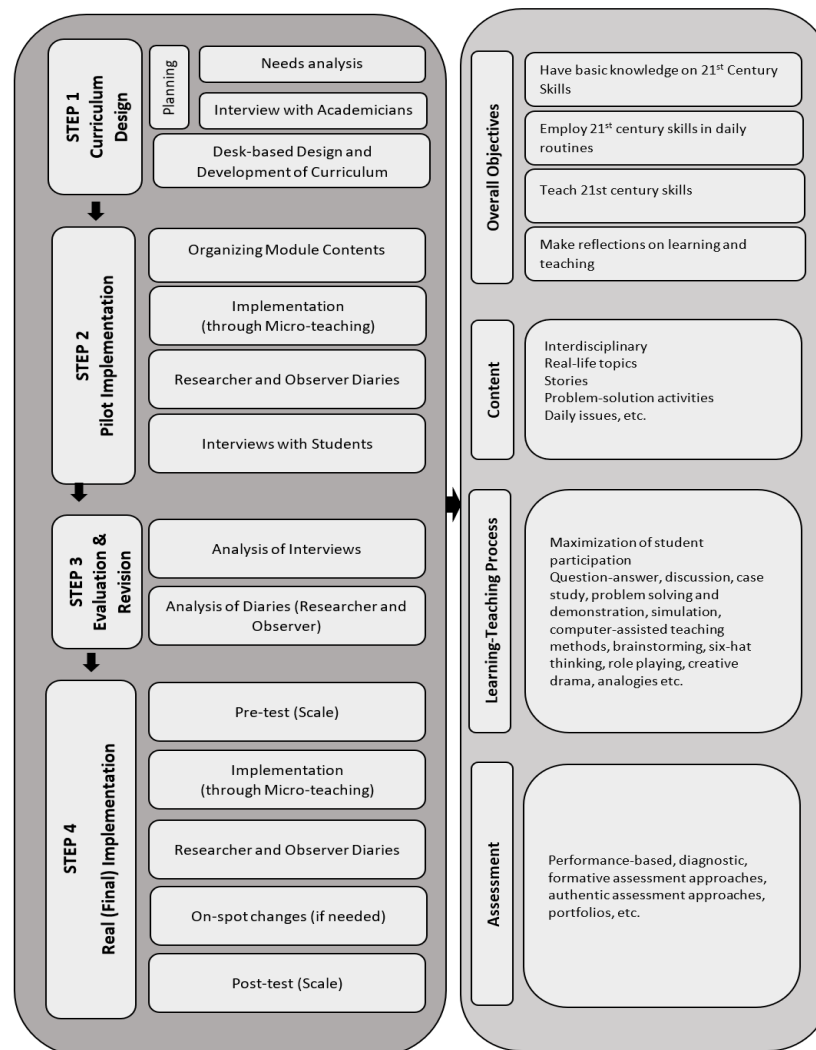 STEP 1
Curriculum
Design
Planning
Needs analysis
Interview with Academicians
Desk-based Design and
Development of Curriculum
STEP 2
Pilot Implementation
Organizing Module Contents
Implementation
(through Micro-teaching)
Researcher and Observer Diaries
Interviews with Students
STEP 3
Evaluation &
Revision
Analysis of Interviews
Analysis of Diaries (Researcher and
Observer)
STEP 4
Real (Final) Implementation
Pre-test (Scale)
Implementation
(through Micro-teaching)
Researcher and Observer Diaries
On-spot changes (if needed)
Post-test (Scale)
Overall Objectives
Have basic knowledge on 21st Century
Skills
Employ 21st century skills in daily
routines
Teach 21st century skills
Make reflections on learning and
teaching
Content
Interdisciplinary
Real-life topics
Stories
Problem-solution activities
Daily issues, etc.
Learning-Teaching Process
Maximization of student
participation
Question-answer, discussion, case
study, problem solving and
demonstration, simulation,
computer-assisted teaching
methods, brainstorming, six-hat
thinking, role playing, creative
drama, analogies etc.
Assessment
Performance-based, diagnostic,
formative assessment approaches,
authentic assessment approaches,
portfolios, etc.